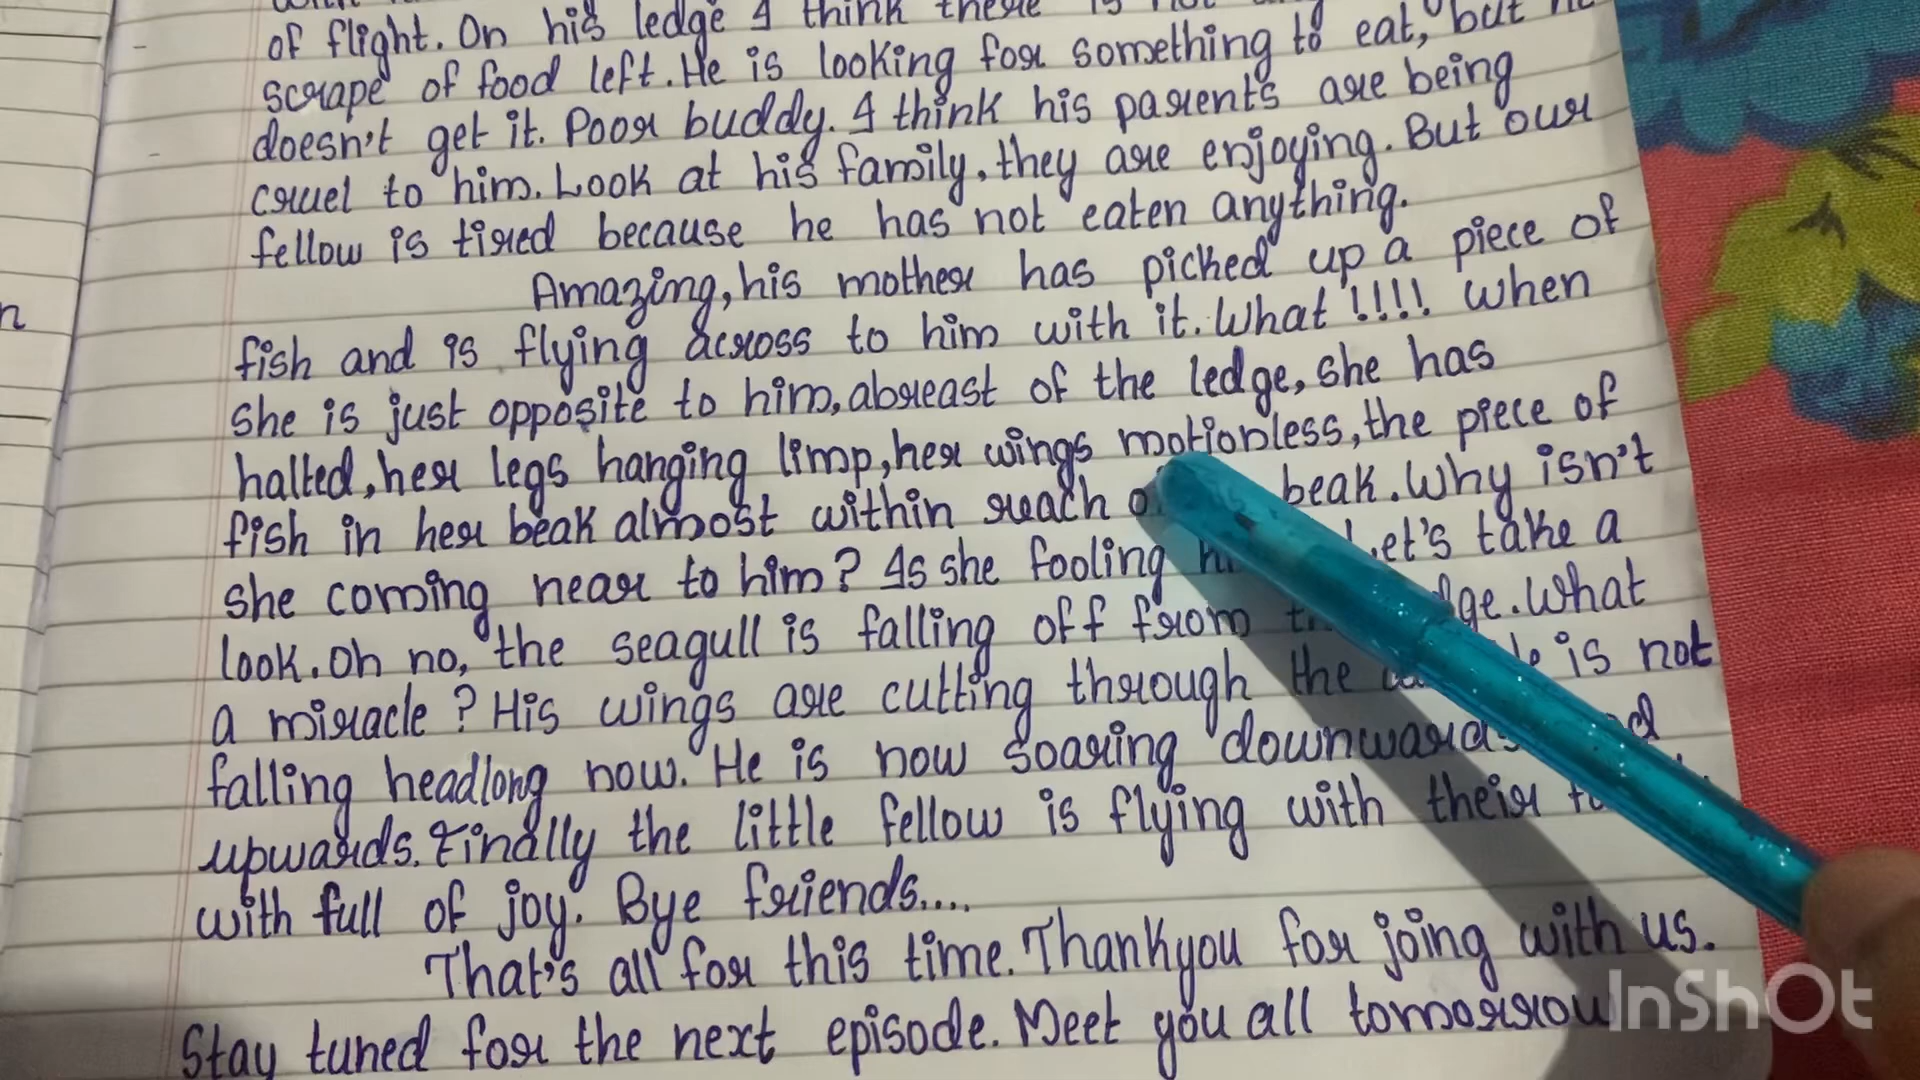 of flight. On his ledge I think there is not
scrape of food left. He is looking for something to eat, but
doesn't get it. Poor buddy. I think his parents are being
cruel to him. Look at his family, they are enjoying. But our
fellow is tired because he has not eaten anything.
Amazing, his mother has picked up a piece of
fish and is flying across to him with it. What !!!! When
she is just opposite to him, abreast of the ledge, she has
halted, her legs hanging limp, her wings motionless, the piece of
fish in her beak almost within reach beak. Why isn't
she coming near to him? Is she fooling Let's take a
look. Oh no, the seagull is falling off from What
a miracle? His wings are cutting through the is not
falling headlong now. He is now soaring downwards
upwards. Finally the little fellow is flying with their
with full of joy. Bye friends....
That's all for this time. Thankyou for joing with us.
Stay tuned for the next episode. Meet you all tomorrow
n
InShOt